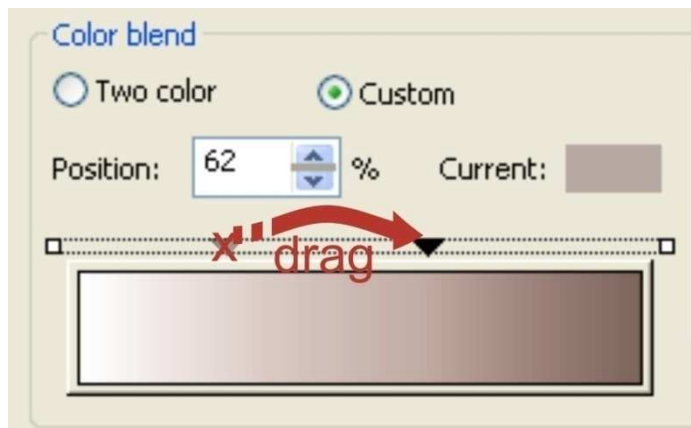 Color blend
Two color Custom
Position: 62 % Current:
x drag